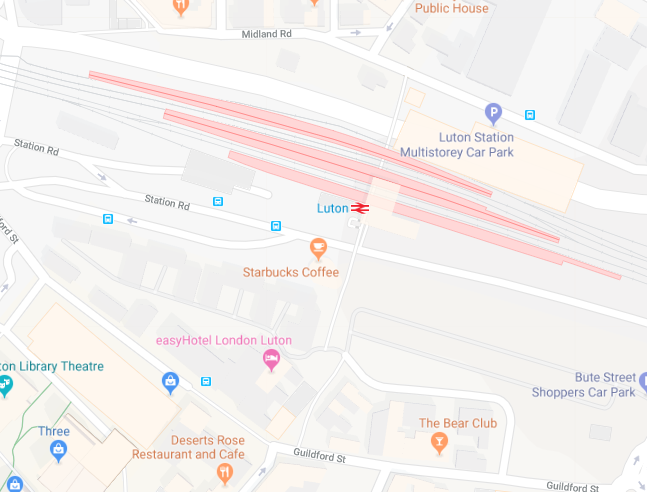 Public House
Midland Rd
P
Luton Station
Multistorey Car Park
Station Rd
Station Rd
Luton
Starbucks Coffee
easyHotel London Luton
ton Library Theatre
Bute Street
Shoppers Car Park
The Bear Club
Three
Deserts Rose
Restaurant and Cafe
Guildford St
Guildford St